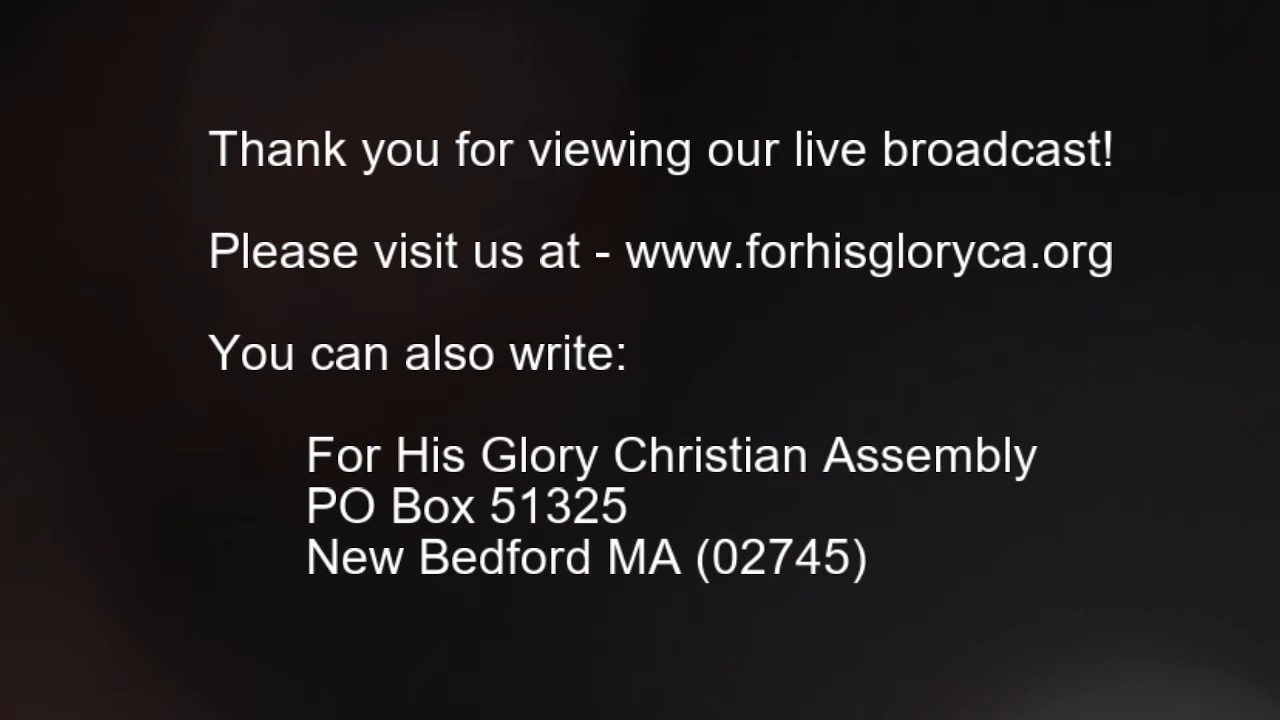 Thank you for viewing our live broadcast!
Please visit us at - www.forhisgloryca.org
You can also write:
For His Glory Christian Assembly
PO Box 51325
New Bedford MA (02745)